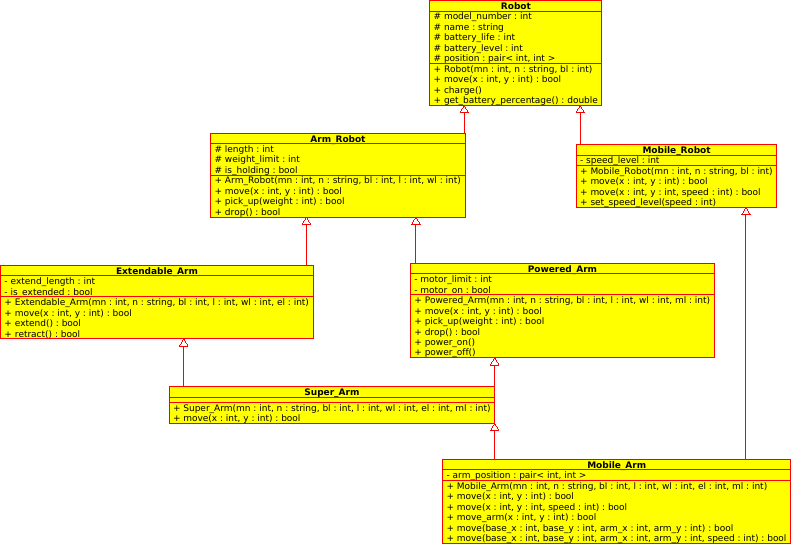 Robot
# model_number : int
# name : string
# battery_life : int
# battery_level : int
# position : pair< int, int >
+ Robot(mn : int, n : string, bl : int)
+ move(x : int, y : int) : bool
+ charge()
+ get_battery_percentage() : double
Arm_Robot
# length : int
# weight_limit : int
# is_holding : bool
+ Arm_Robot(mn : int, n : string, bl : int, l : int, wl : int)
+ move(x : int, y : int) : bool
+ pick_up(weight : int) : bool
+ drop() : bool
Mobile_Robot
- speed_level : int
+ Mobile_Robot(mn : int, n : string, bl : int)
+ move(x : int, y : int) : bool
+ move(x : int, y : int, speed : int) : bool
+ set_speed_level(speed : int)
Extendable_Arm
- extend_length : int
- is_extended : bool
+ Extendable_Arm(mn : int, n : string, bl : int, l : int, wl : int, el : int)
+ move(x : int, y : int) : bool
+ extend() : bool
+ retract() : bool
Powered_Arm
- motor_limit : int
- motor_on : bool
+ Powered_Arm(mn : int, n : string, bl : int, l : int, wl : int, ml : int)
+ move(x : int, y : int) : bool
+ pick_up(weight : int) : bool
+ drop() : bool
+ power_on()
+ power_off()
Super_Arm
+ Super_Arm(mn : int, n : string, bl : int, l : int, wl : int, el : int, ml : int)
+ move(x : int, y : int) : bool
Mobile_Arm
- arm_position : pair< int, int >
+ Mobile_Arm(mn : int, n : string, bl : int, l : int, wl : int, el : int, ml : int)
+ move(x : int, y : int) : bool
+ move(x : int, y : int, speed : int) : bool
+ move_arm(x : int, y : int) : bool
+ move(base_x : int, base_y : int, arm_x : int, arm_y : int) : bool
+ move(base_x : int, base_y : int, arm_x : int, arm_y : int, speed : int) : bool